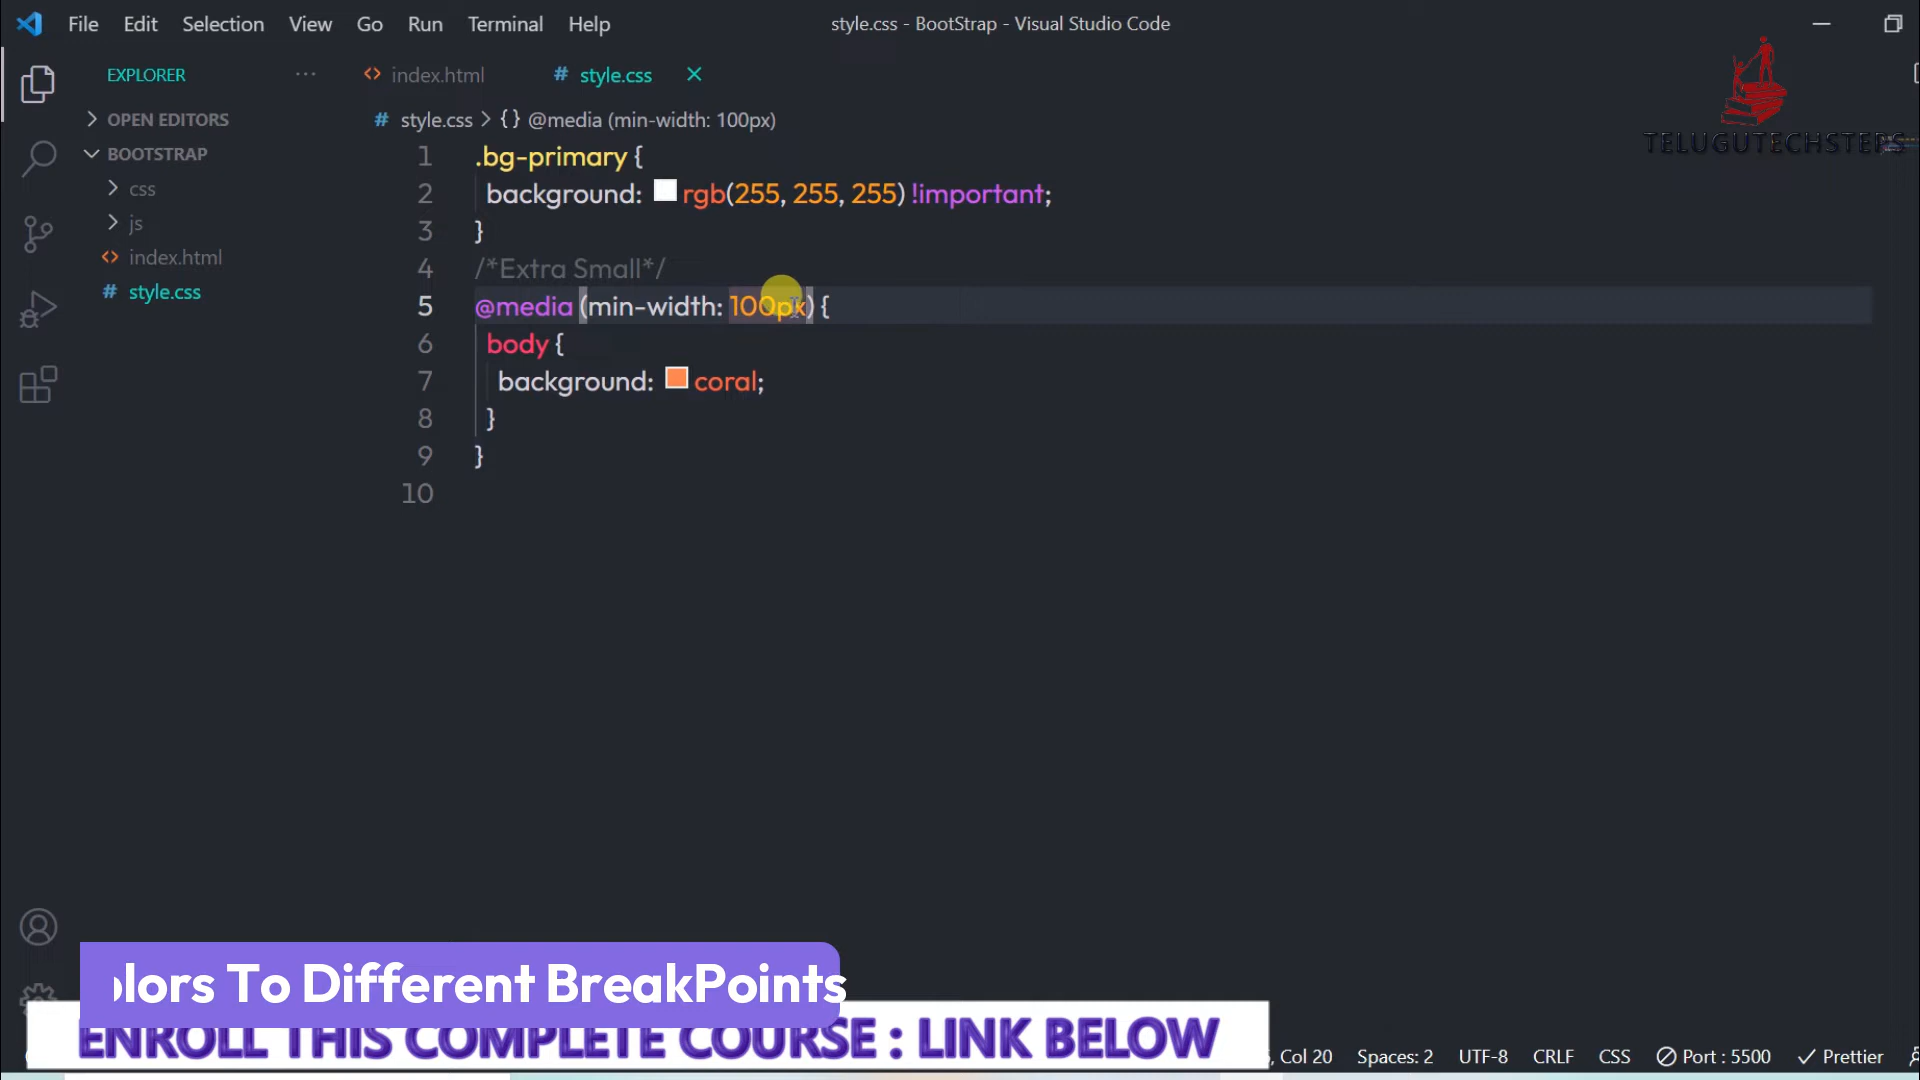 File Edit Selection View Go Run Terminal Help
style.css - BootStrap - Visual Studio Code
EXPLORER ···
index.html
# style.css
OPEN EDITORS
BOOTSTRAP
css
js
index.html
# style.css
# style.css > {} @media (min-width: 100px)
1 .bg-primary {
2 background: rgb(255, 255, 255) !important;
3 }
4 /*Extra Small*/
5 @media (min-width: 100px) {
6 body {
7 background: coral;
8 }
9 }
10
TELUGUTECHSTEPS
olors To Different BreakPoints
ENROLL THIS COMPLETE COURSE : LINK BELOW
, Col 20 Spaces: 2 UTF-8 CRLF CSS Port : 5500 Prettier